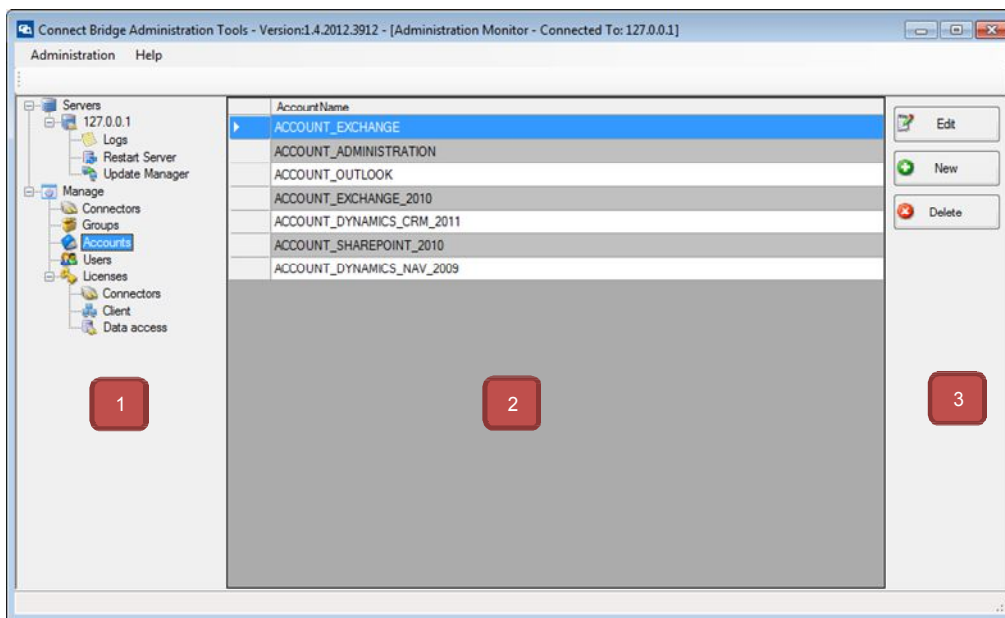 Connect Bridge Administration Tools - Version:1.4.2012.3912 - [Administration Monitor - Connected To: 127.0.0.1]
Administration Help
Servers
127.0.0.1
Logs
Restart Server
Update Manager
Manage
Connectors
Groups
Accounts
Users
Licenses
Connectors
Client
Data access
1
AccountName
ACCOUNT_EXCHANGE
ACCOUNT_ADMINISTRATION
ACCOUNT_OUTLOOK
ACCOUNT_EXCHANGE_2010
ACCOUNT_DYNAMICS_CRM_2011
ACCOUNT_SHAREPOINT_2010
ACCOUNT_DYNAMICS_NAV_2009
2
Edit
New
Delete
3